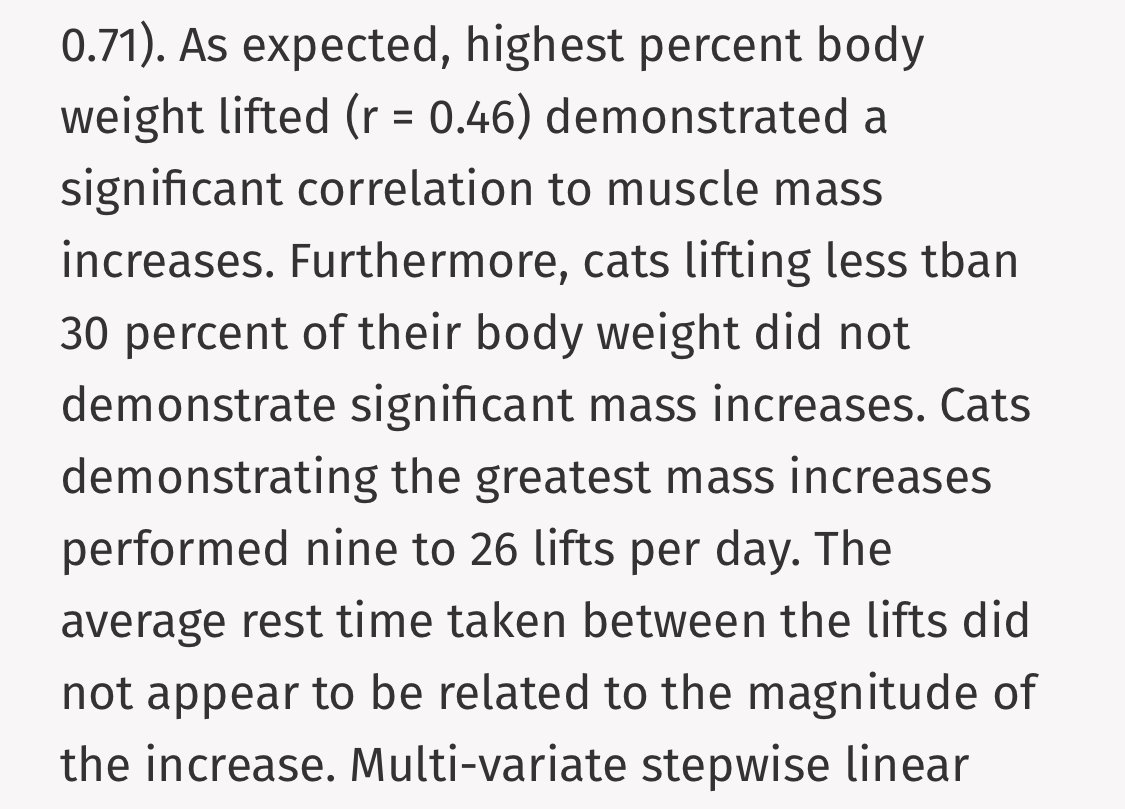 0.71). As expected, highest percent body
weight lifted (r = 0.46) demonstrated a
significant correlation to muscle mass
increases. Furthermore, cats lifting less tban
30 percent of their body weight did not
demonstrate significant mass increases. Cats
demonstrating the greatest mass increases
performed nine to 26 lifts per day. The
average rest time taken between the lifts did
not appear to be related to the magnitude of
the increase. Multi-variate stepwise linear